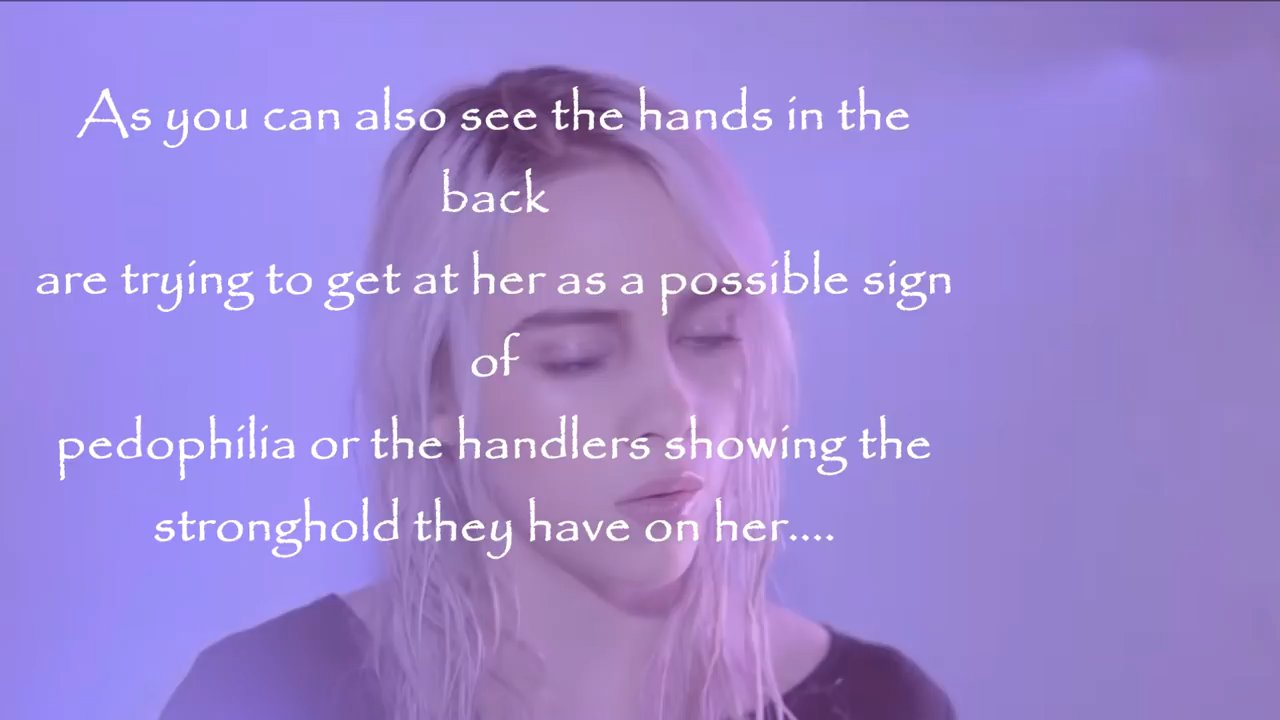 As you can also see the hands in the
back
are trying to get at her as a possible sign
of
pedophilia or the handlers showing the
stronghold they have on her....